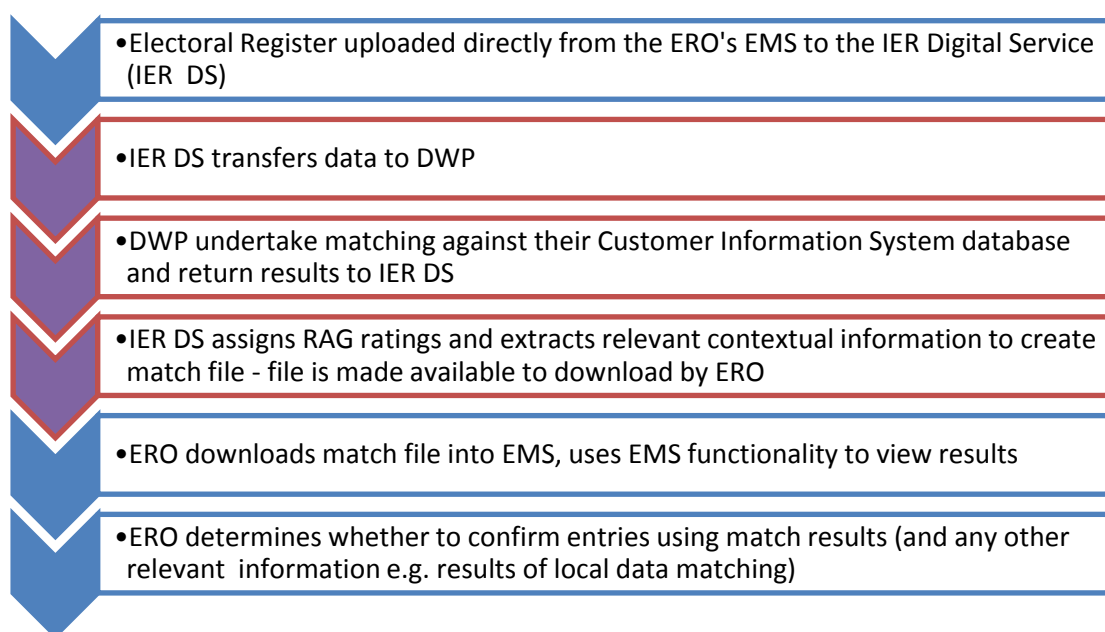 •Electoral Register uploaded directly from the ERO's EMS to the IER Digital Service
(IER DS)
•IER DS transfers data to DWP
•DWP undertake matching against their Customer Information System database
and return results to IER DS
•IER DS assigns RAG ratings and extracts relevant contextual information to create
match file - file is made available to download by ERO
•ERO downloads match file into EMS, uses EMS functionality to view results
•ERO determines whether to confirm entries using match results (and any other
relevant information e.g. results of local data matching)